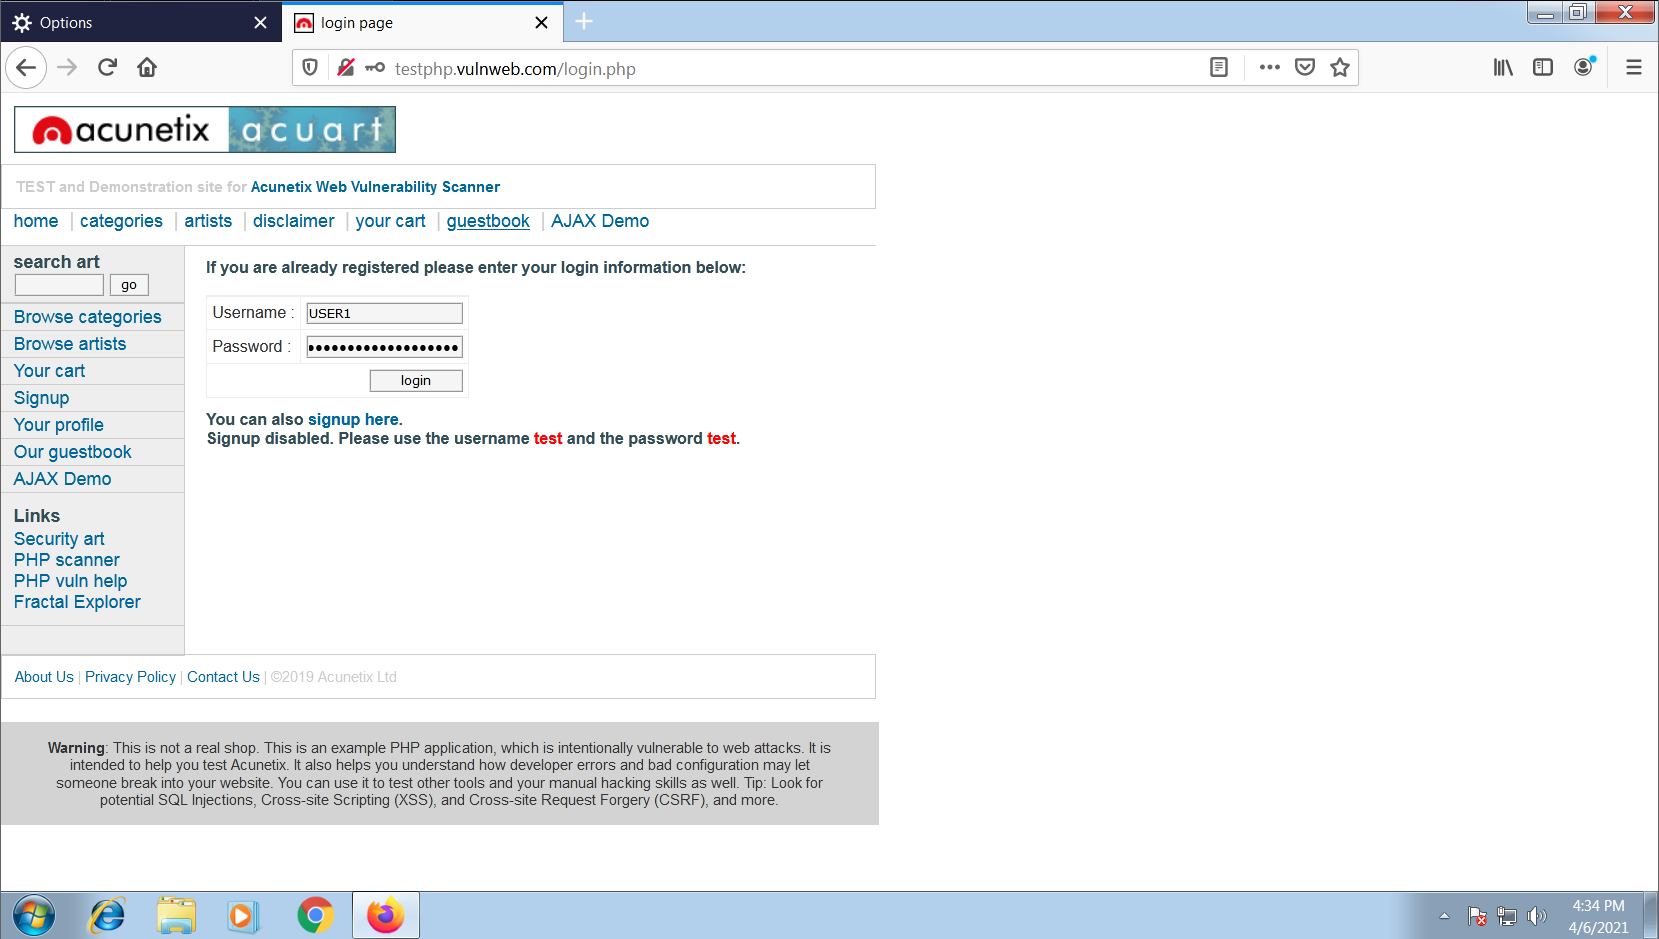 Options
login page
testphp.vulnweb.com/login.php
acunetix acuart
TEST and Demonstration site for Acunetix Web Vulnerability Scanner
home | categories | artists | disclaimer | your cart | guestbook | AJAX Demo
search art
go
Browse categories
Browse artists
Your cart
Signup
Your profile
Our guestbook
AJAX Demo
Links
Security art
PHP scanner
PHP vuln help
Fractal Explorer
If you are already registered please enter your login information below:
Username : USER1
Password : ●●●●●●●●●●●●●●●●●●●
login
You can also signup here.
Signup disabled. Please use the username test and the password test.
About Us | Privacy Policy | Contact Us | ©2019 Acunetix Ltd
Warning: This is not a real shop. This is an example PHP application, which is intentionally vulnerable to web attacks. It is
intended to help you test Acunetix. It also helps you understand how developer errors and bad configuration may let
someone break into your website. You can use it to test other tools and your manual hacking skills as well. Tip: Look for
potential SQL Injections, Cross-site Scripting (XSS), and Cross-site Request Forgery (CSRF), and more.
4:34 PM
4/6/2021